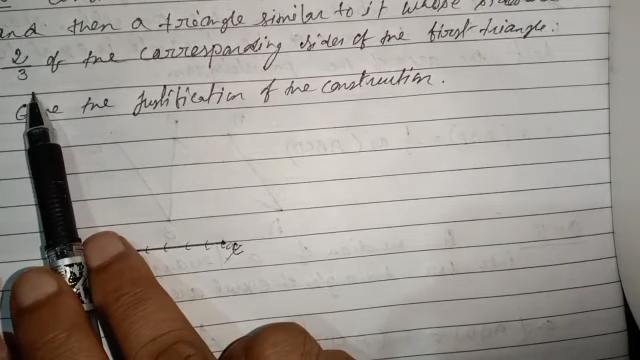 and then a triangle similar to it whose
2/3 of the corresponding sides of the first triangle.
Give the Justification of the construction.